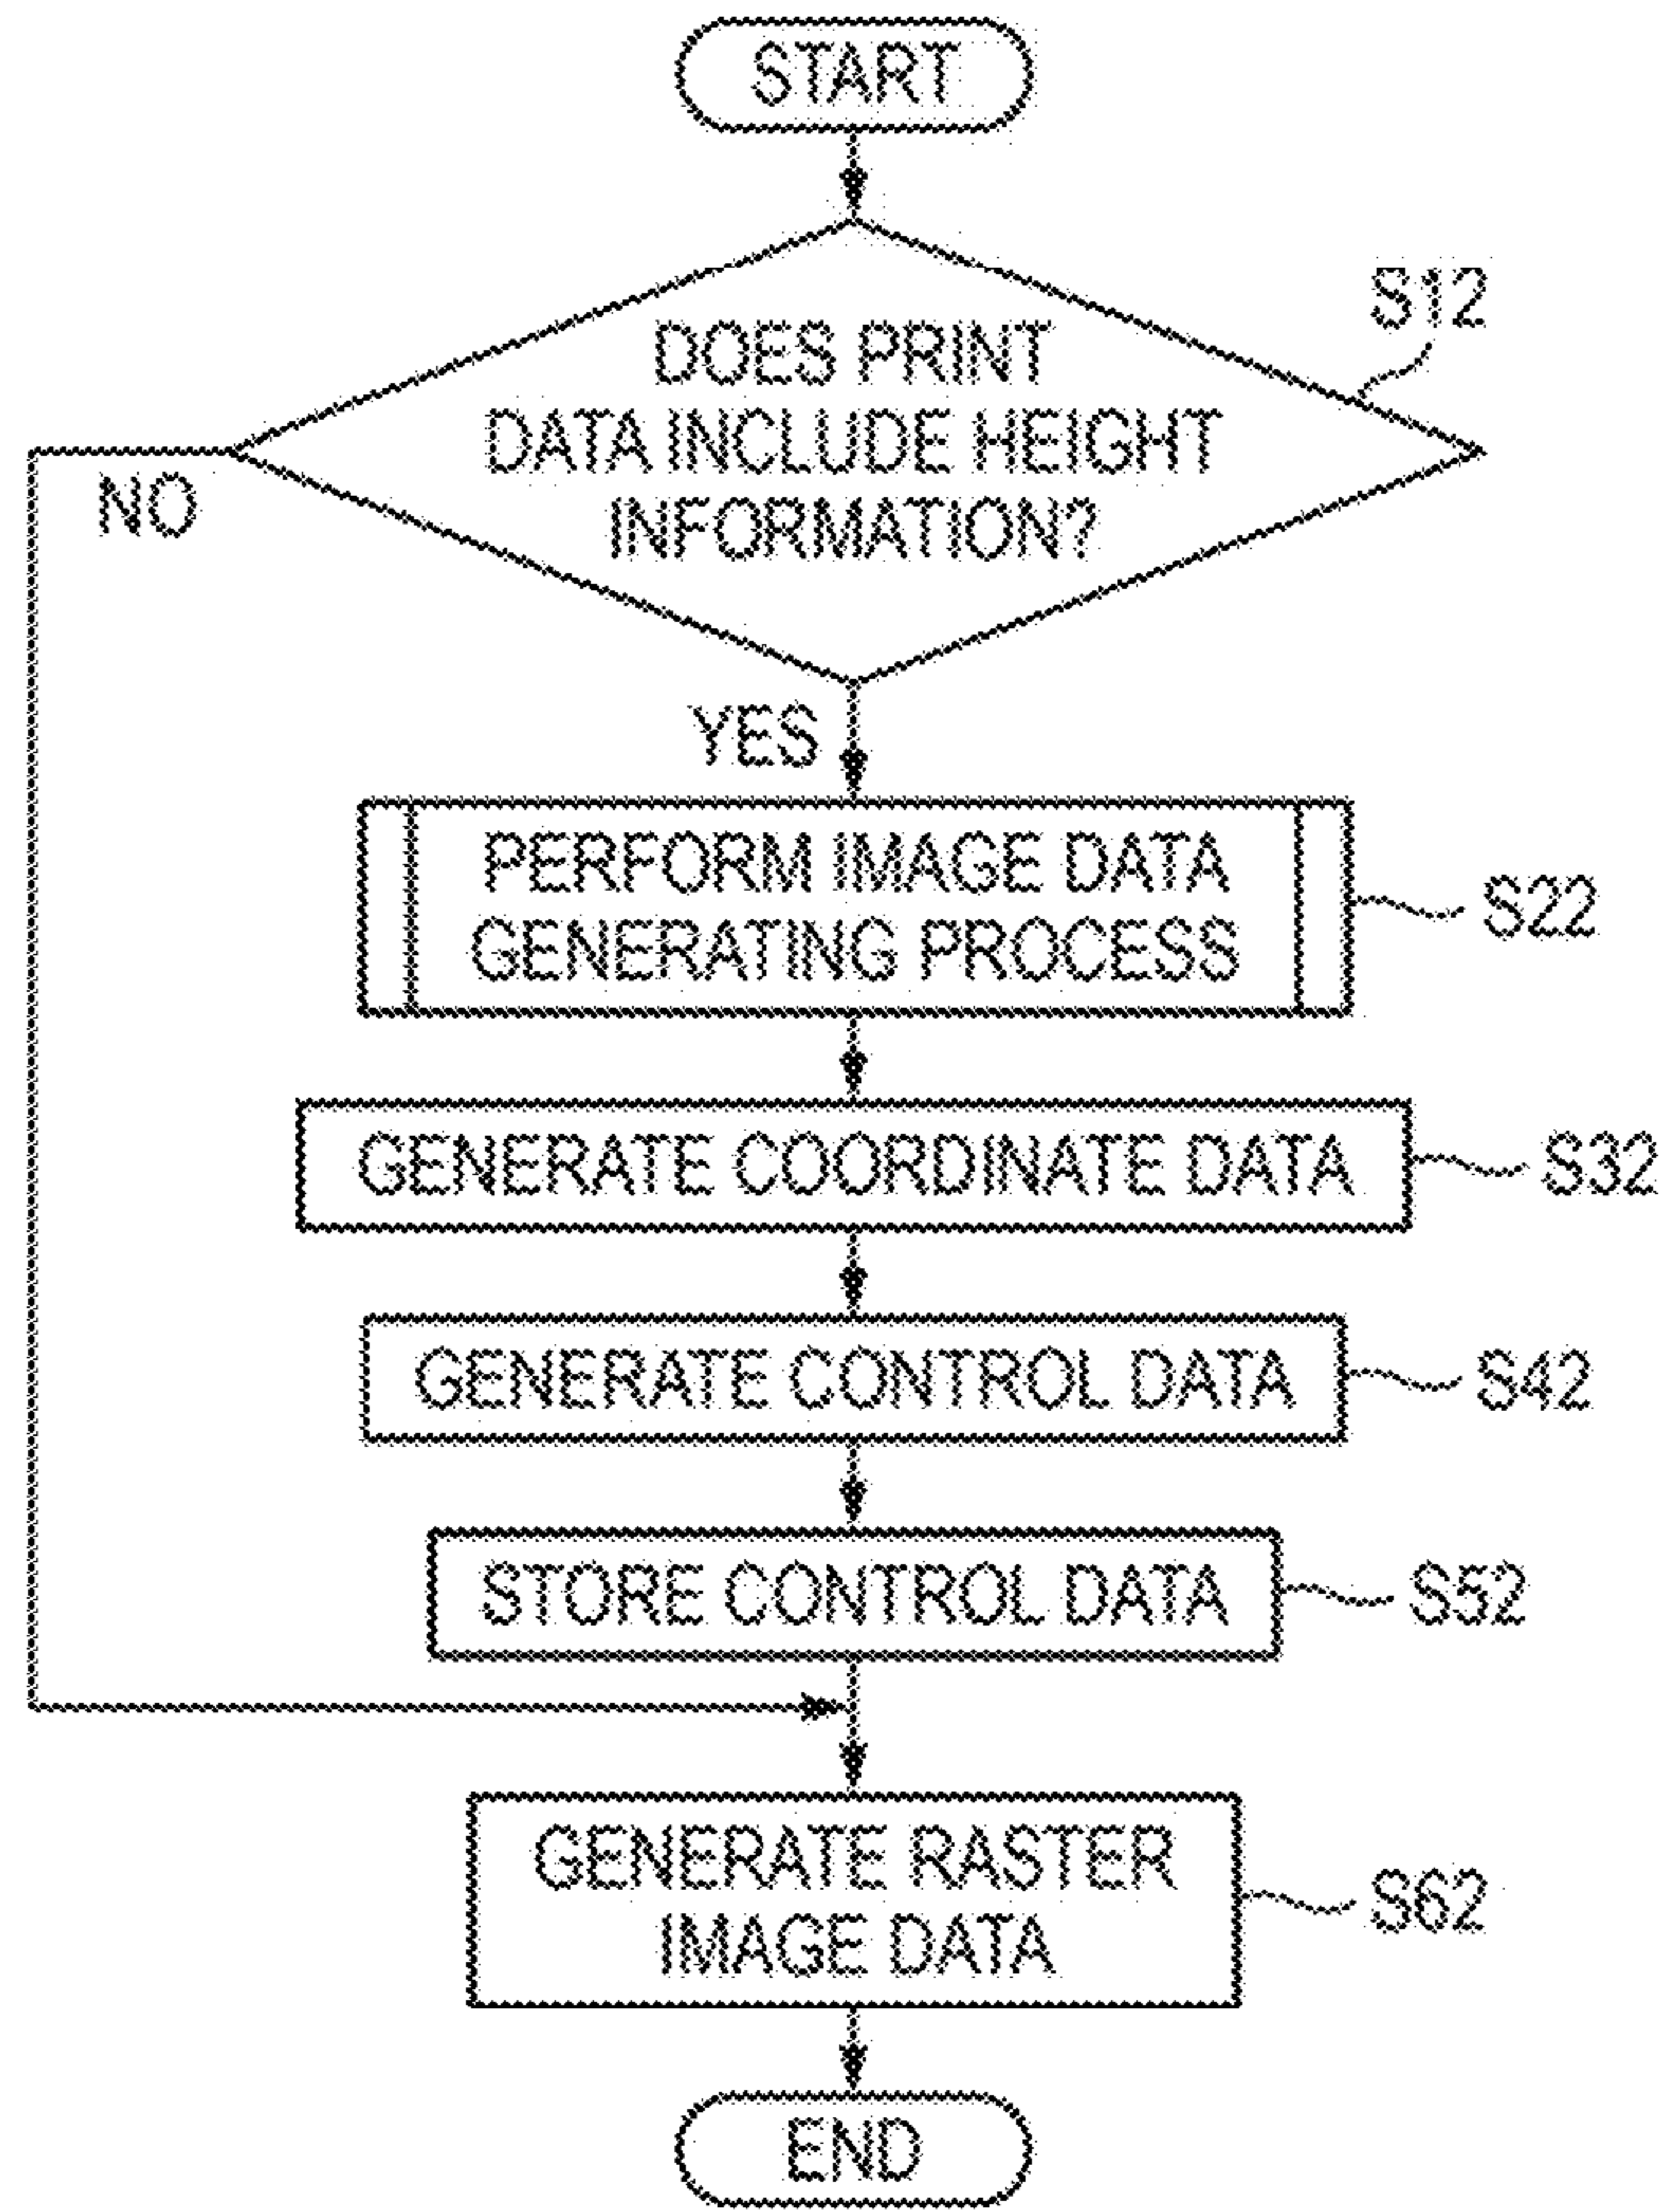 START
S12
DOES PRINT
DATA INCLUDE HEIGHT
INFORMATION?
NO
YES
PERFORM IMAGE DATA
GENERATING PROCESS
S22
GENERATE COORDINATE DATA
S32
GENERATE CONTROL DATA
S42
STORE CONTROL DATA
S52
GENERATE RASTER
IMAGE DATA
S62
END